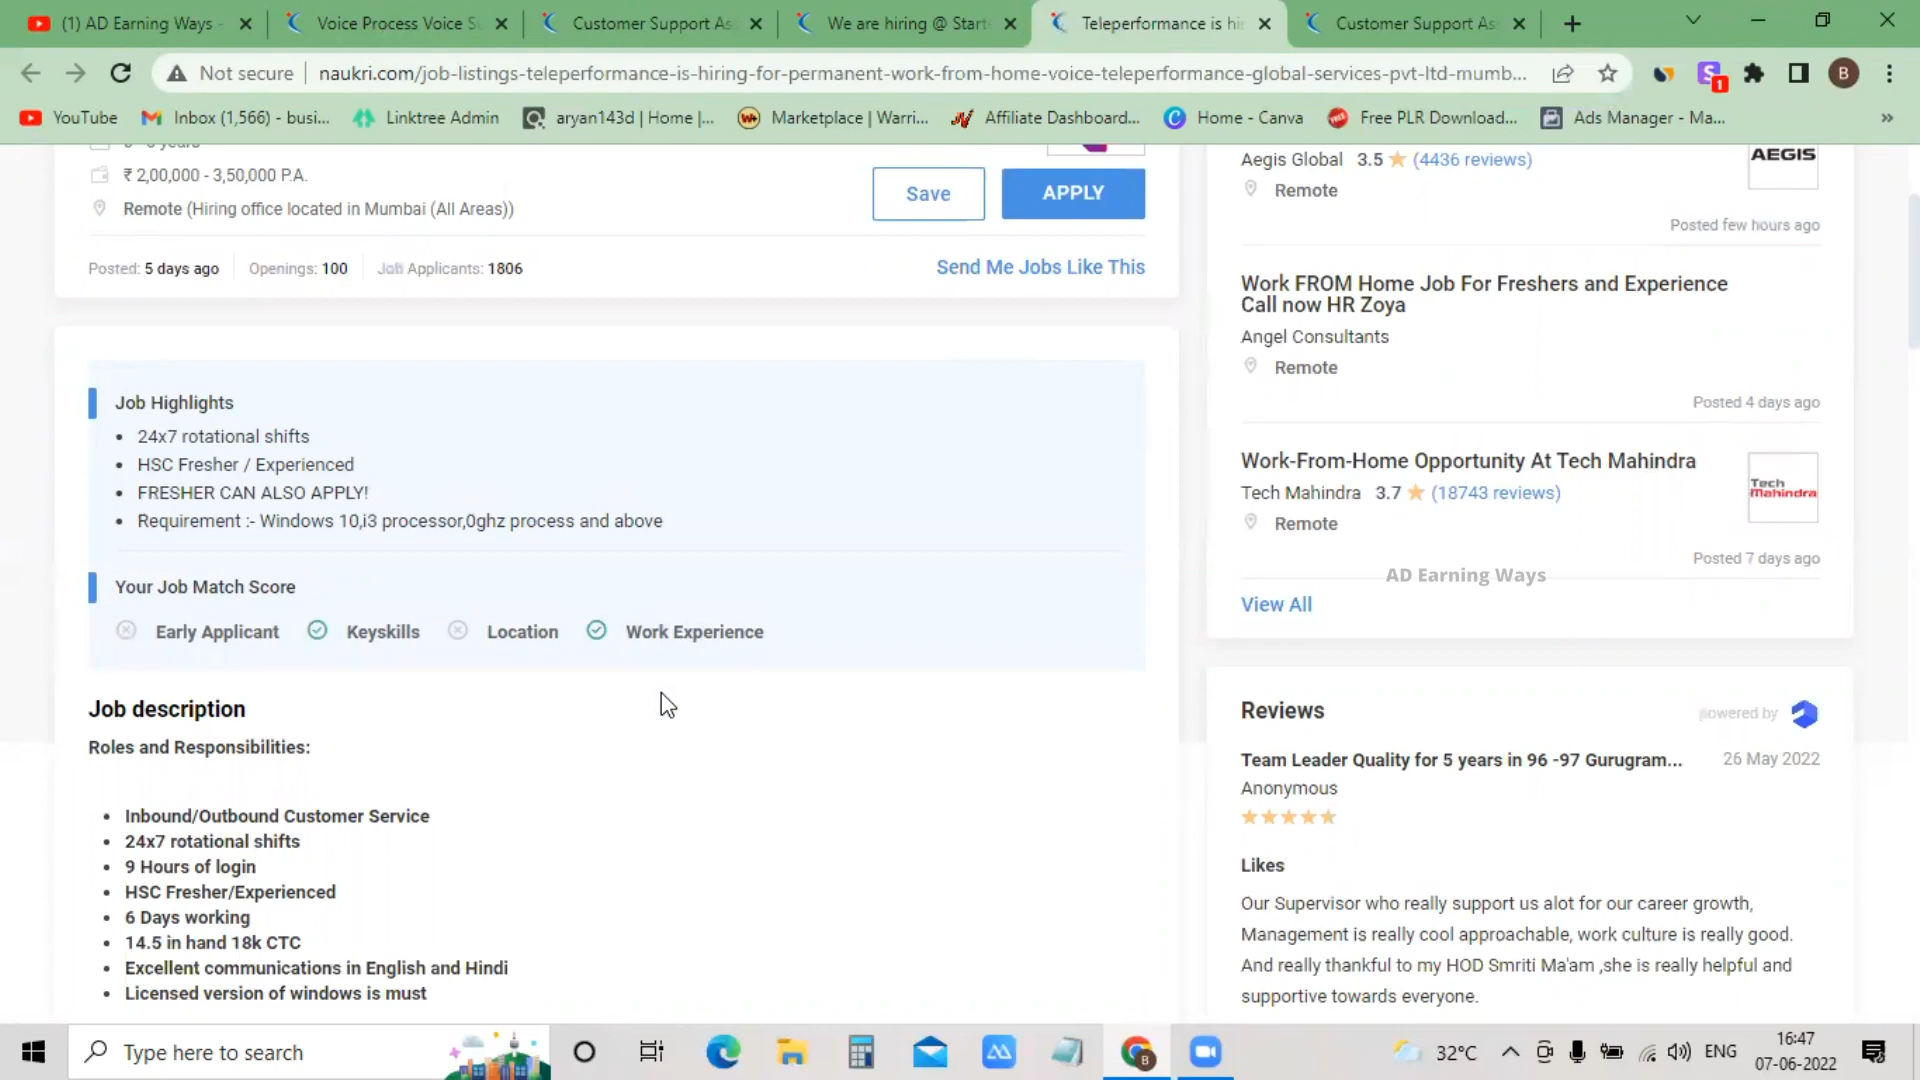 (1) AD Earning Ways -
Voice Process Voice S
Customer Support As
We are hiring @ Start
Teleperformance is hi
Customer Support As
Not secure
naukri.com/job-listings-teleperformance-is-hiring-for-permanent-work-from-home-voice-teleperformance-global-services-pvt-ltd-mumb...
1
B
YouTube
Inbox (1,566) - busi...
Linktree Admin
aryan143d | Home |...
Marketplace | Warri...
Affiliate Dashboard...
Home - Canva
Free PLR Download...
Ads Manager - Ma...
»
₹ 2,00,000 - 3,50,000 P.A.
Remote (Hiring office located in Mumbai (All Areas))
Save
APPLY
Posted: 5 days ago
Openings: 100
Job Applicants: 1806
Send Me Jobs Like This
Job Highlights
• 24x7 rotational shifts
• HSC Fresher / Experienced
• FRESHER CAN ALSO APPLY!
• Requirement :- Windows 10,i3 processor,0ghz process and above
Your Job Match Score
Early Applicant
Keyskills
Location
Work Experience
Job description
Roles and Responsibilities:
• Inbound/Outbound Customer Service
• 24x7 rotational shifts
• 9 Hours of login
• HSC Fresher/Experienced
• 6 Days working
• 14.5 in hand 18k CTC
• Excellent communications in English and Hindi
• Licensed version of windows is must
Aegis Global 3.5 ★ (4436 reviews)
AEGIS
Remote
Posted few hours ago
Work FROM Home Job For Freshers and Experience
Call now HR Zoya
Angel Consultants
Remote
Posted 4 days ago
Work-From-Home Opportunity At Tech Mahindra
Tech Mahindra 3.7 ★ (18743 reviews)
Tech
Mahindra
Remote
Posted 7 days ago
AD Earning Ways
View All
Reviews
powered by
Team Leader Quality for 5 years in 96 -97 Gurugram...
26 May 2022
Anonymous
★★★★★
Likes
Our Supervisor who really support us alot for our career growth,
Management is really cool approachable, work culture is really good.
And really thankful to my HOD Smriti Ma'am ,she is really helpful and
supportive towards everyone.
Type here to search
B
32°C
ENG
16:47
07-06-2022